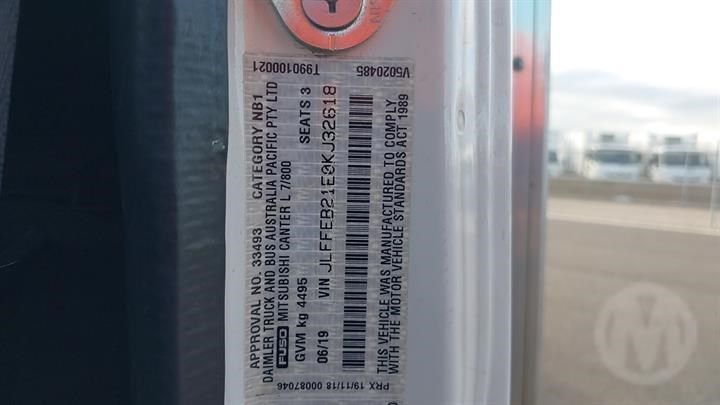 APPROVAL NO. 33493 CATEGORY NB1
DAIMLER TRUCK AND BUS AUSTRALIA PACIFIC PTY LTD
FUSO MITSUBISHI CANTER L 7/800
GVM kg 4495 SEATS 3
06/19 VIN JLFFEB21E0KJ32618
THIS VEHICLE WAS MANUFACTURED TO COMPLY
WITH THE MOTOR VEHICLE STANDARDS ACT 1989
PRX 19/11/18 00087046
T990100021
V5020485
M